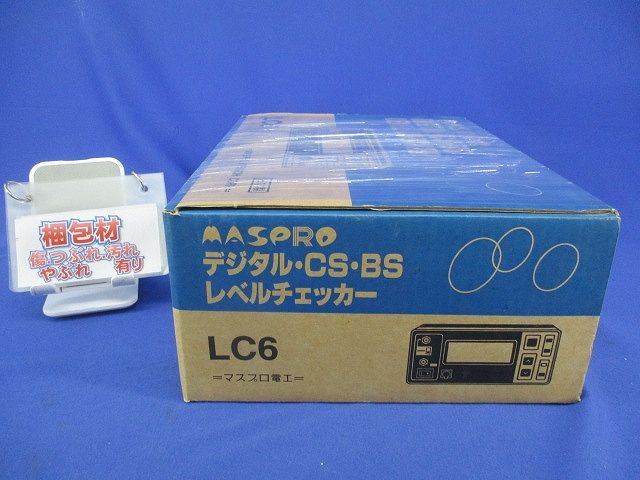 梱包材
傷・つぶれ・汚れ
やぶれ 有り
MASPRO
デジタル・CS・BS
レベルチェッカー
LC6
=マスプロ電工=